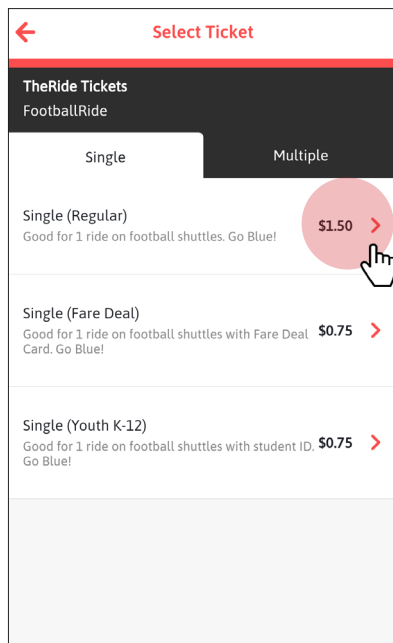 Select Ticket
TheRide Tickets
FootballRide
Single
Multiple
Single (Regular)
Good for 1 ride on football shuttles. Go Blue!
$1.50
Single (Fare Deal)
Good for 1 ride on football shuttles with Fare Deal
Card. Go Blue!
$0.75
Single (Youth K-12)
Good for 1 ride on football shuttles with student ID.
Go Blue!
$0.75